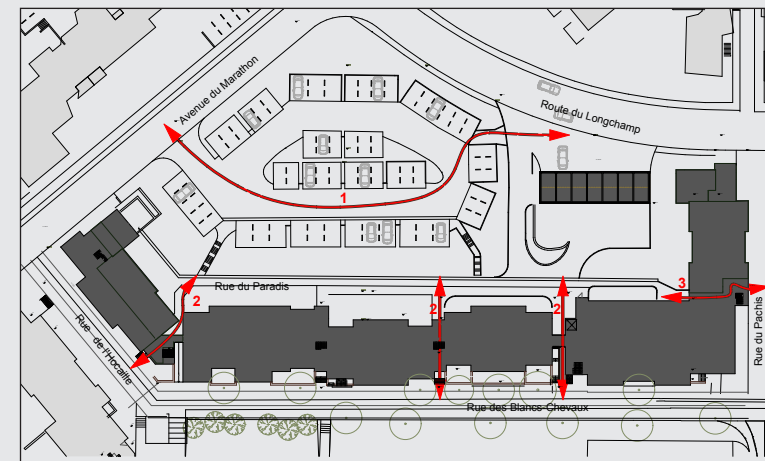 Avenue du Marathon
Route du Longchamp
1
Rue du Paradis
2
2
2
3
Rue de l'Hocaille
Rue du Pachis
Rue des Blancs-Chevaux